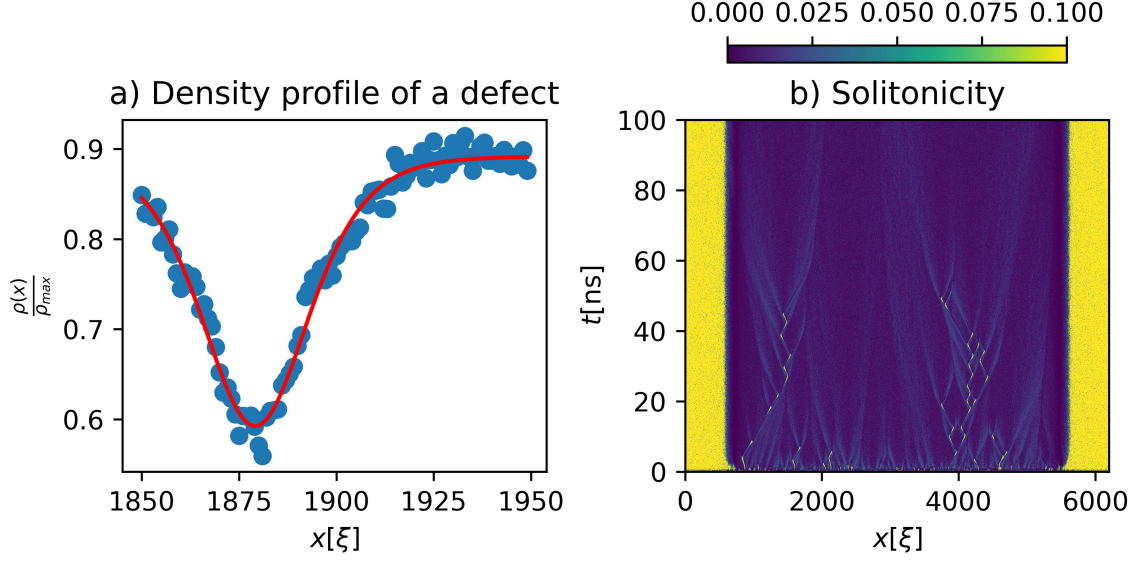 0.000 0.025 0.050 0.075 0.100
a) Density profile of a defect
b) Solitonicity
0.9
0.8
0.7
0.6
ρ(x)
ρmax
1850 1875 1900 1925 1950
x[ξ]
100
80
60
40
20
0
t[ns]
0 2000 4000 6000
x[ξ]